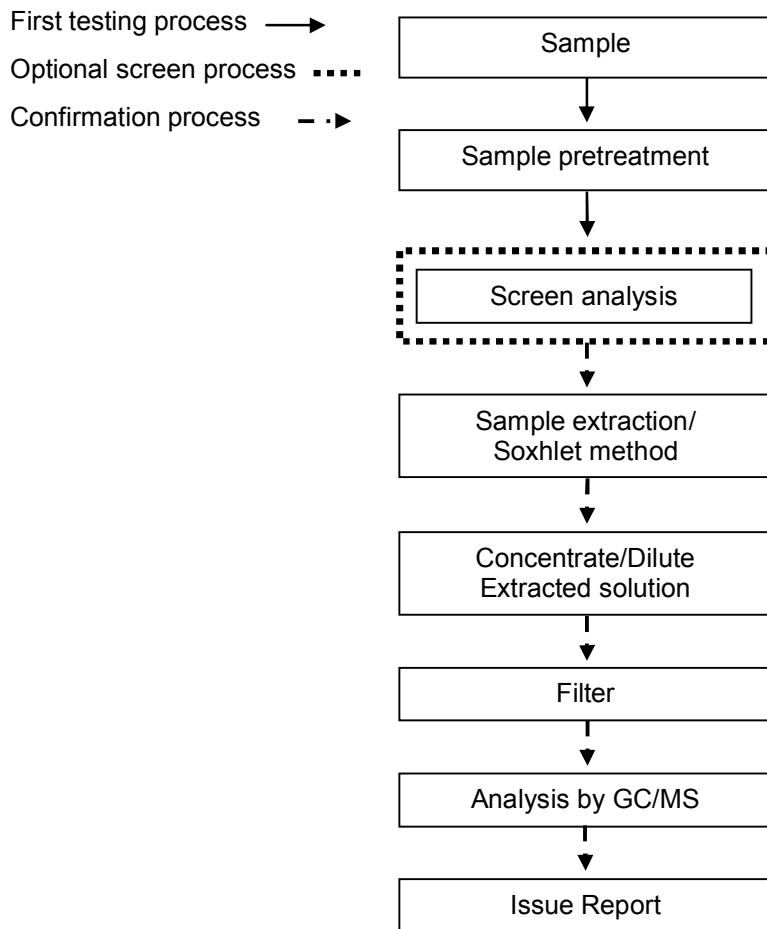 First testing process
Optional screen process
Confirmation process
Sample
Sample pretreatment
Screen analysis
Sample extraction/
Soxhlet method
Concentrate/Dilute
Extracted solution
Filter
Analysis by GC/MS
Issue Report